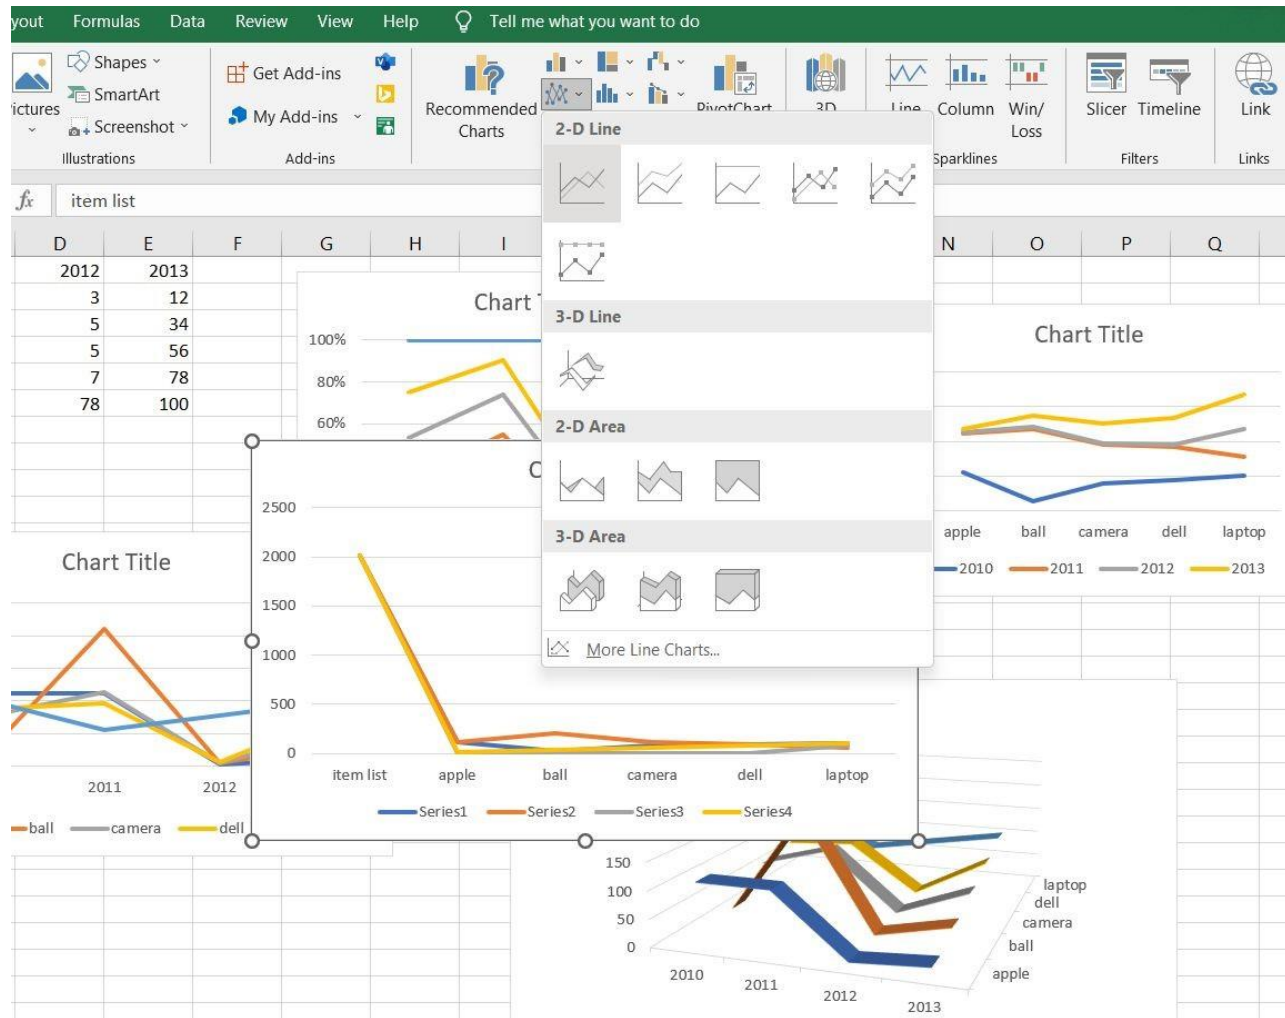 yout Formulas Data Review View Help Tell me what you want to do
Shapes
SmartArt
Screenshot
ictures
Illustrations
Get Add-ins
My Add-ins
Add-ins
Recommended
Charts
PivotChart
3D
Line Column Win/
Loss
Sparklines
Slicer Timeline
Filters
Link
Links
fx item list
D E F G H I N O P Q
2012 2013
3 12
5 34
5 56
7 78
78 100
2-D Line
3-D Line
2-D Area
3-D Area
More Line Charts...
Chart
100%
80%
60%
Chart Title
apple ball camera dell laptop
2010 2011 2012 2013
Chart Title
2011 2012
ball camera dell
C
2500
2000
1500
1000
500
0
item list apple ball camera dell laptop
Series1 Series2 Series3 Series4
150
100
50
0
2010 2011 2012 2013
laptop
dell
camera
ball
apple